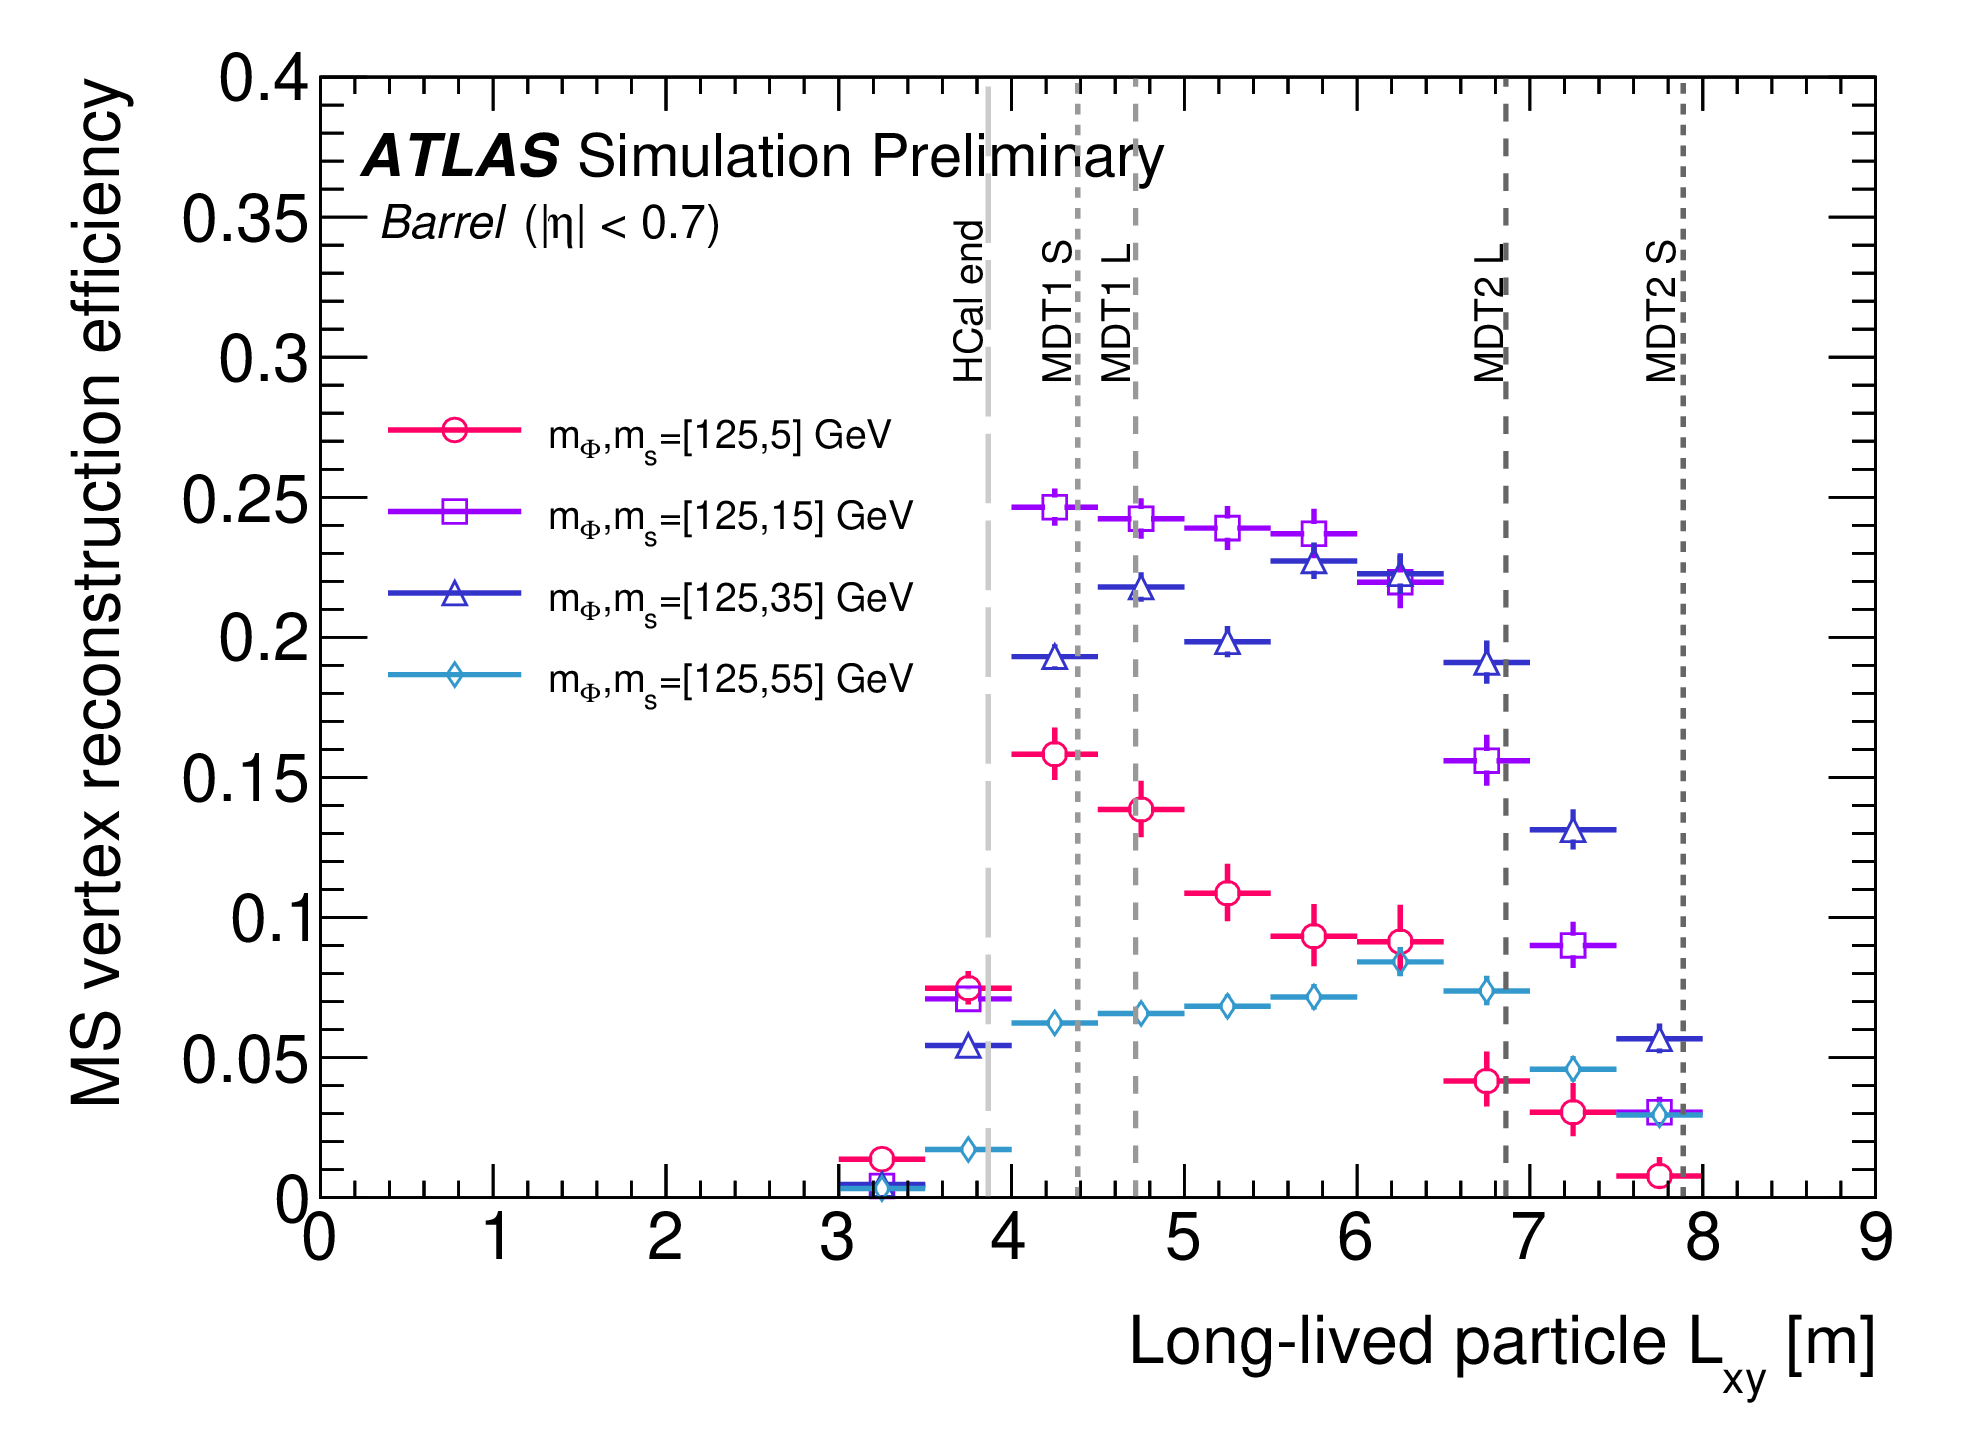 MS vertex reconstruction efficiency
0.4
0.35
0.3
0.25
0.2
0.15
0.1
0.05
0
ATLAS Simulation Preliminary
Barrel (|η| < 0.7)
HCal end
MDT1 S
MDT1 L
MDT2 L
MDT2 S
mΦ,ms=[125,5] GeV
mΦ,ms=[125,15] GeV
mΦ,ms=[125,35] GeV
mΦ,ms=[125,55] GeV
0 1 2 3 4 5 6 7 8 9
Long-lived particle Lxy [m]